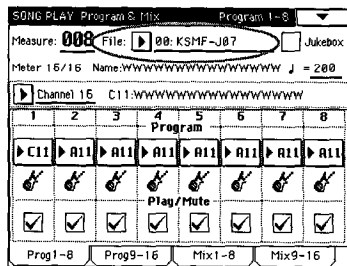 SONG PLAY Program & Mix Program 1-8
Measure: 008 File: 00: KSMF-J07 Jukebox
Meter 16/16 Name:WWWWWWWWWWWWWWWW ♩ = 200
Channel 16 C11:WWWWWWWWWWWWWWWW
1 2 3 4 5 6 7 8
Program
C11 A11 A11 A11 A11 A11 A11 A11
Play/Mute
Prog1-8 Prog9-16 Mix1-8 Mix9-16